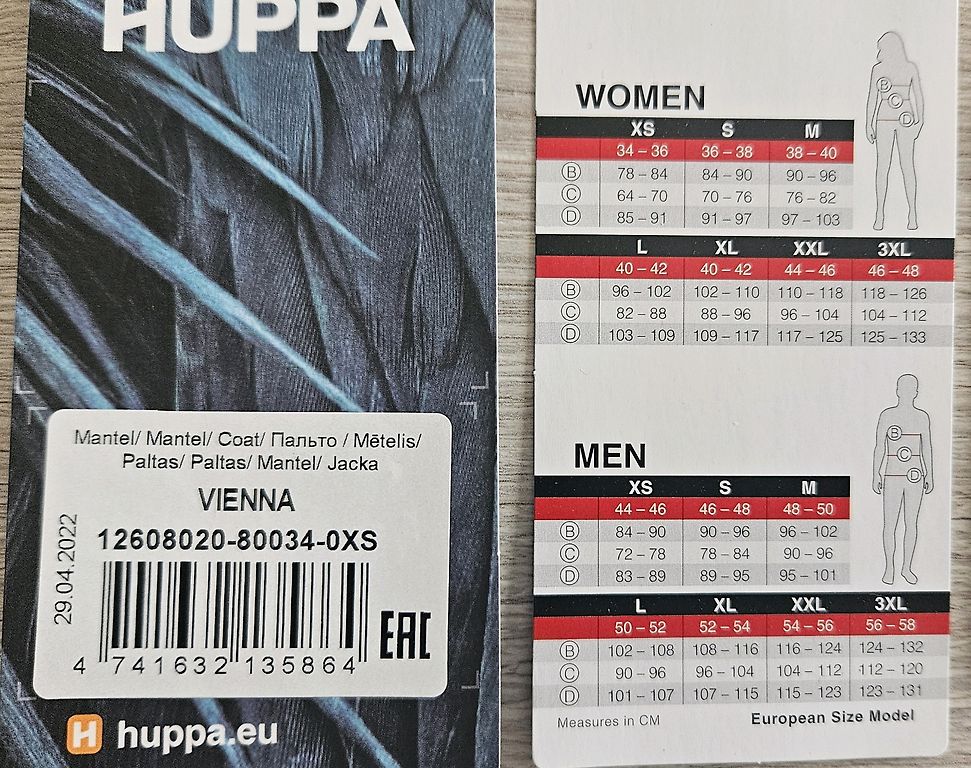 HUPPA
Mantel/ Mantel/ Coat/ Пальто / Mētelis/
Paltas/ Paltas/ Mantel/ Jacka
VIENNA
12608020-80034-0XS
29.04.2022
EAC
4 741632 135864
H huppa.eu
WOMEN
XS S M
34 – 36 36 – 38 38 – 40
B 78 – 84 84 – 90 90 – 96
C 64 – 70 70 – 76 76 – 82
D 85 – 91 91 – 97 97 – 103
B
C
D
L XL XXL 3XL
40 – 42 40 – 42 44 – 46 46 – 48
B 96 – 102 102 – 110 110 – 118 118 – 126
C 82 – 88 88 – 96 96 – 104 104 – 112
D 103 – 109 109 – 117 117 – 125 125 – 133
MEN
XS S M
44 – 46 46 – 48 48 – 50
B 84 – 90 90 – 96 96 – 102
C 72 – 78 78 – 84 90 – 96
D 83 – 89 89 – 95 95 – 101
B
C
D
L XL XXL 3XL
50 – 52 52 – 54 54 – 56 56 – 58
B 102 – 108 108 – 116 116 – 124 124 – 132
C 90 – 96 96 – 104 104 – 112 112 – 120
D 101 – 107 107 – 115 115 – 123 123 – 131
Measures in CM European Size Model